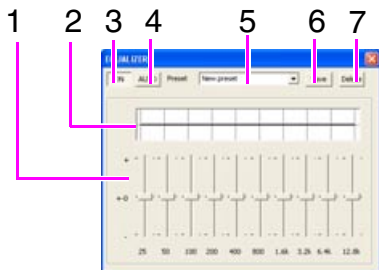 1 2 3 4 5 6 7
EQUALIZER
ON AUTO Preset New preset Save Delete
+
+-0
-
25 50 100 200 400 800 1.6k 3.2k 6.4k 12.8k